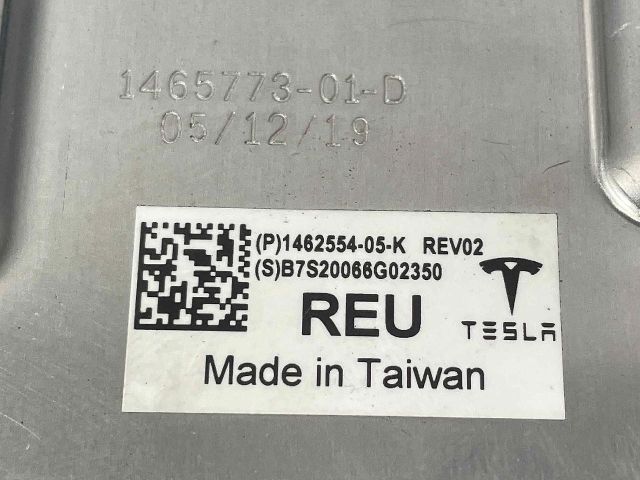 1465773-01-D
05/12/19
(P)1462554-05-K REV02
(S)B7S20066G02350
REU
TESLA
Made in Taiwan